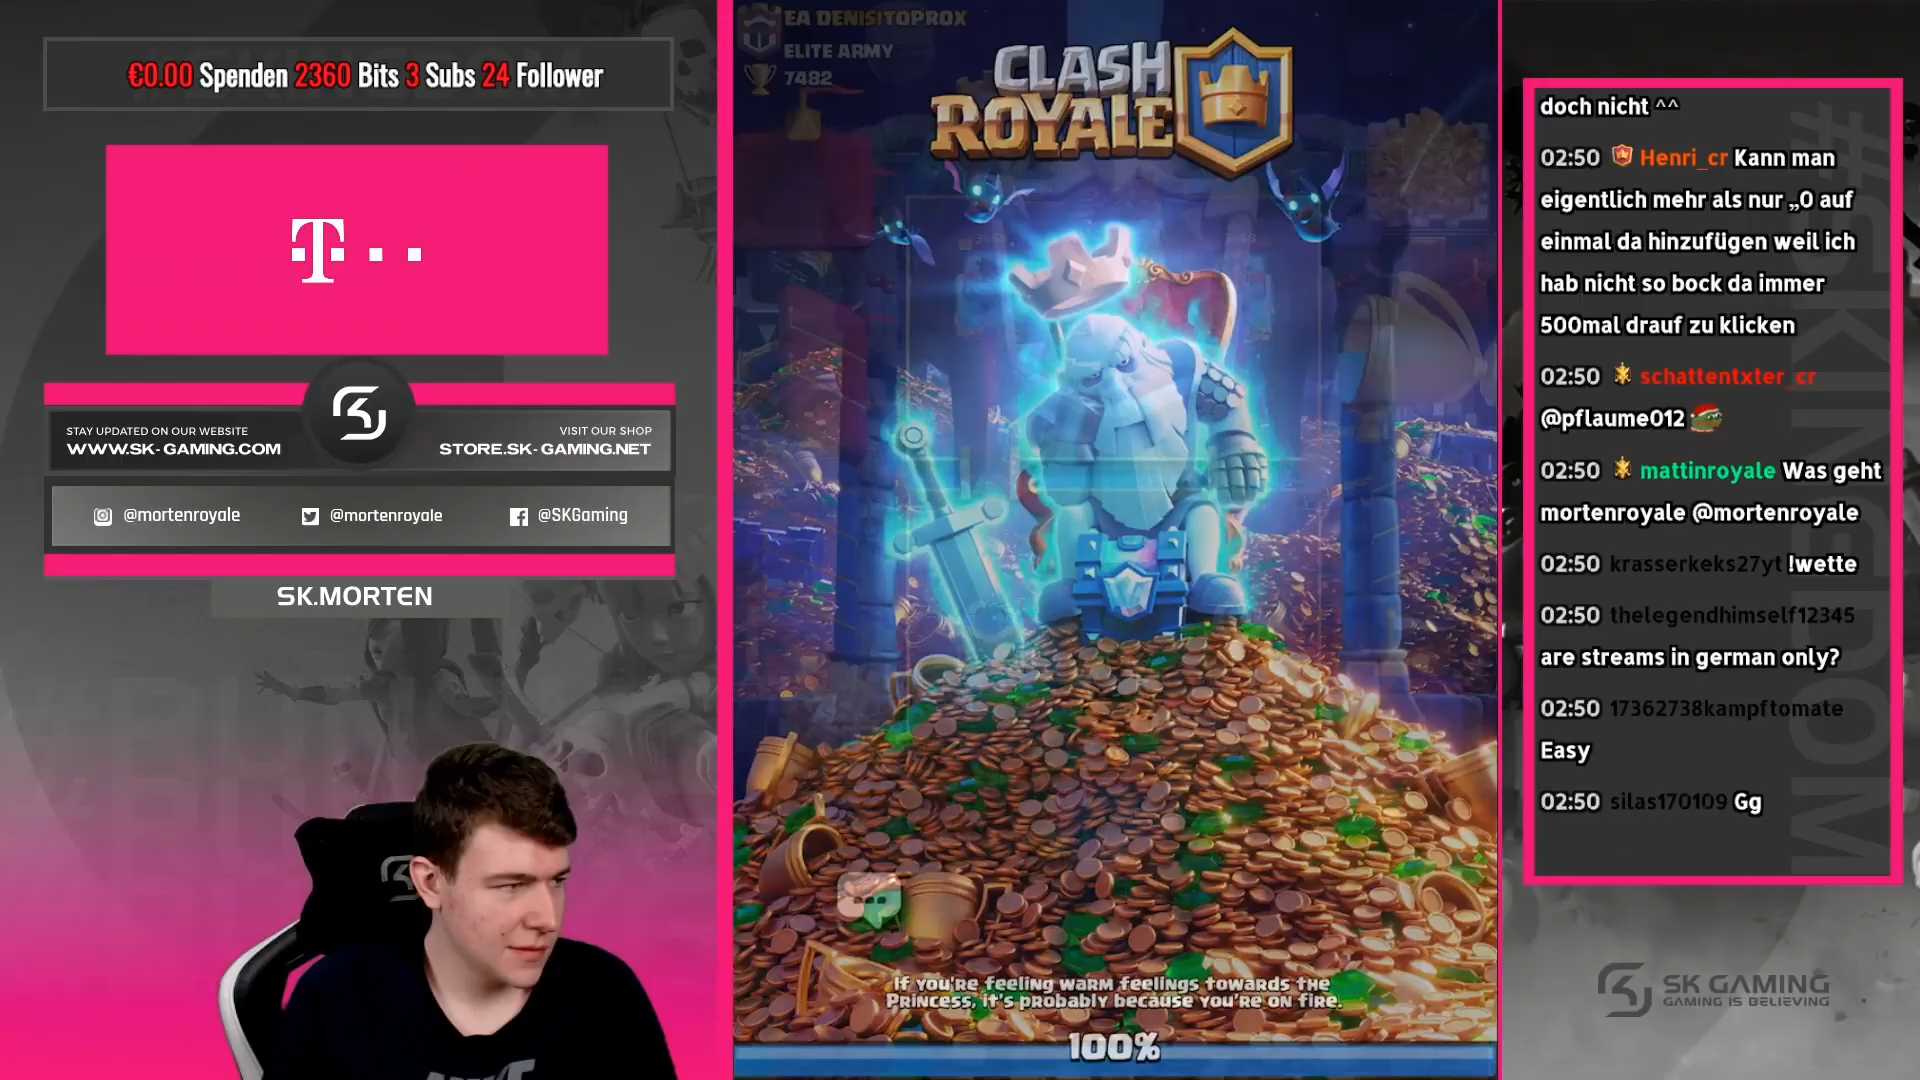 €0.00 Spenden 2360 Bits 3 Subs 24 Follower
T
STAY UPDATED ON OUR WEBSITE
WWW.SK-GAMING.COM
VISIT OUR SHOP
STORE.SK-GAMING.NET
@mortenroyale
@mortenroyale
@SKGaming
SK.MORTEN
EA DENISITOPROX
ELITE ARMY
7482
CLASH
ROYALE
If you're feeling warm feelings towards the
Princess, it's probably because you're on fire.
100%
doch nicht ^^
02:50 Henri_cr Kann man
eigentlich mehr als nur „0 auf
einmal da hinzufügen weil ich
hab nicht so bock da immer
500mal drauf zu klicken
02:50 schattentxter_cr
@pflaume012
02:50 mattinroyale Was geht
mortenroyale @mortenroyale
02:50 krasserkeks27yt !wette
02:50 thelegendhimself12345
are streams in german only?
02:50 17362738kampftomate
Easy
02:50 silas170109 Gg
#SKINGDOM
SK GAMING
GAMING IS BELIEVING